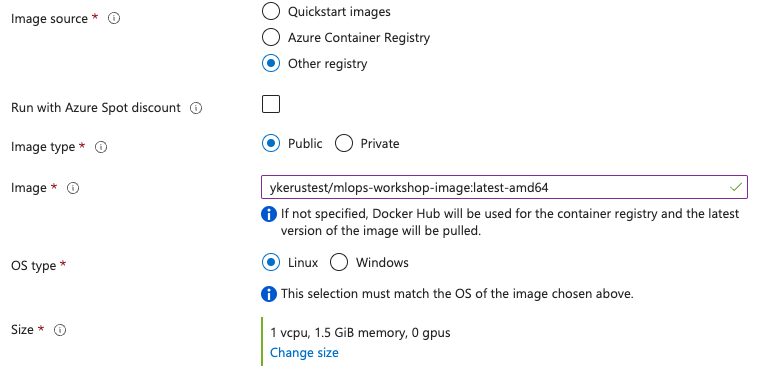 Image source *
Quickstart images
Azure Container Registry
Other registry
Run with Azure Spot discount
Image type *
Public Private
Image *
ykerustest/mlops-workshop-image:latest-amd64
If not specified, Docker Hub will be used for the container registry and the latest
version of the image will be pulled.
OS type *
Linux Windows
This selection must match the OS of the image chosen above.
Size *
1 vcpu, 1.5 GiB memory, 0 gpus
Change size